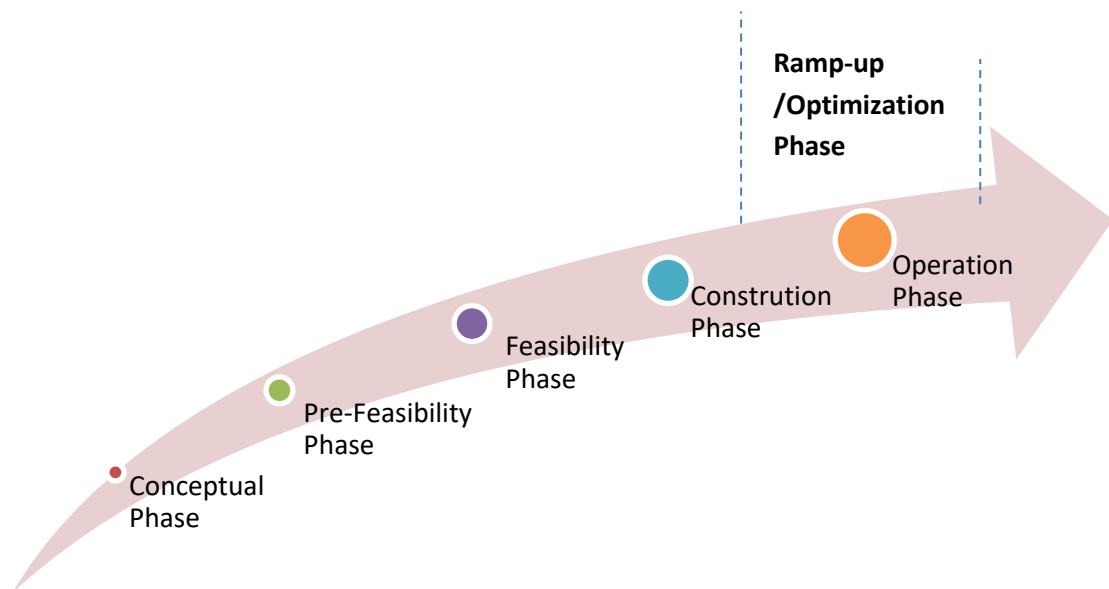 Ramp-up
/Optimization
Phase
Operation
Phase
Constrution
Phase
Feasibility
Phase
Pre-Feasibility
Phase
Conceptual
Phase